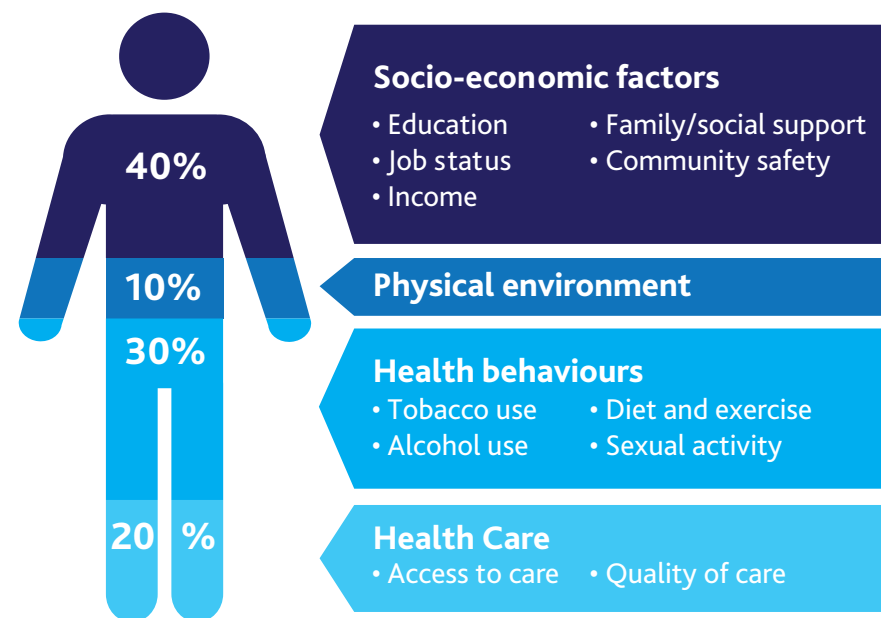 40%
Socio-economic factors
• Education
• Job status
• Income
• Family/social support
• Community safety
10%
Physical environment
30%
Health behaviours
• Tobacco use
• Alcohol use
• Diet and exercise
• Sexual activity
20 %
Health Care
• Access to care
• Quality of care